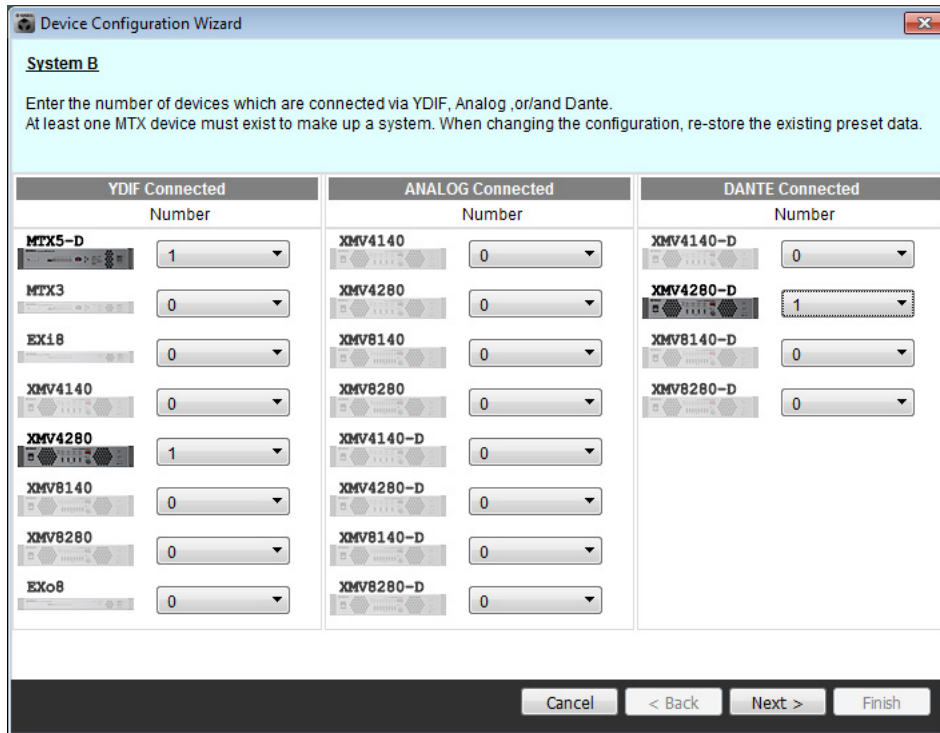 Device Configuration Wizard
System B
Enter the number of devices which are connected via YDIF, Analog ,or/and Dante.
At least one MTX device must exist to make up a system. When changing the configuration, re-store the existing preset data.
YDIF Connected
Number
MTX5-D
1
MTX3
0
EXi8
0
XMV4140
0
XMV4280
1
XMV8140
0
XMV8280
0
EXo8
0
ANALOG Connected
Number
XMV4140
0
XMV4280
0
XMV8140
0
XMV8280
0
XMV4140-D
0
XMV4280-D
0
XMV8140-D
0
XMV8280-D
0
DANTE Connected
Number
XMV4140-D
0
XMV4280-D
1
XMV8140-D
0
XMV8280-D
0
Cancel
< Back
Next >
Finish